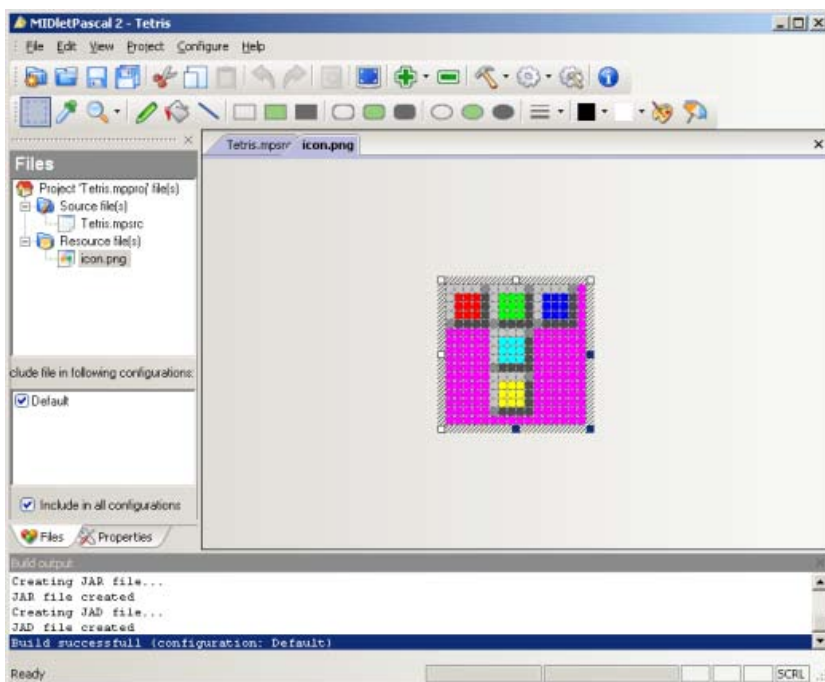 MIDletPascal 2 - Tetris
File Edit View Project Configure Help
Tetris.mpsrc icon.png
Files
Project 'Tetris.mpproj' file(s)
Source file(s)
Tetris.mpsrc
Resource file(s)
icon.png
clude file in following configurations:
Default
Include in all configurations
Files Properties
Build output
Creating JAR file...
JAR file created
Creating JAD file...
JAD file created
Build successfull (configuration: Default)
Ready SCRL